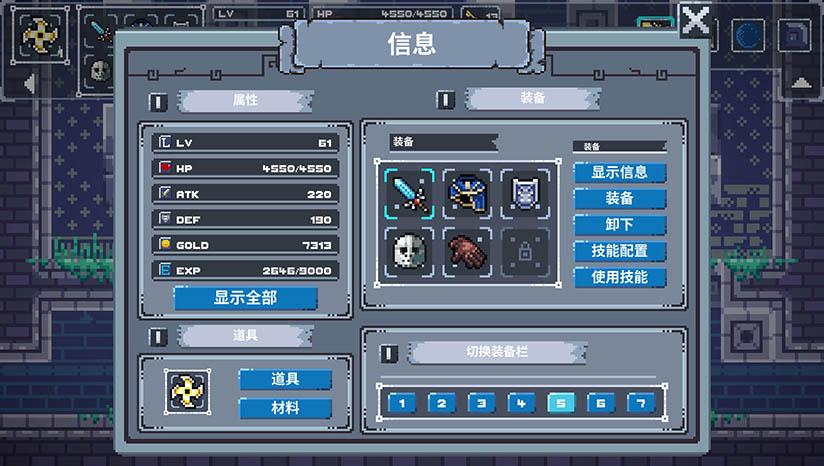 LV 61 HP 4550/4550 17
信息
属性
装备
LV 61
HP 4550/4550
ATK 220
DEF 190
GOLD 7313
EXP 2646/9000
显示全部
装备
装备
显示信息
装备
卸下
技能配置
使用技能
道具
道具
材料
切换装备栏
1 2 3 4 5 6 7